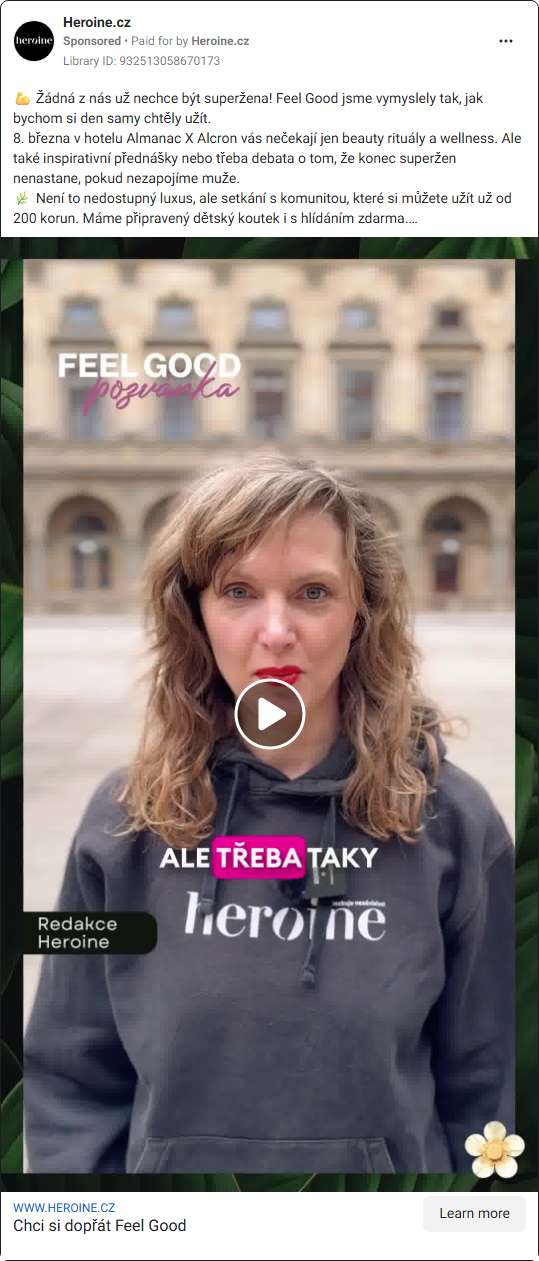 heroine
Heroine.cz
Sponsored • Paid for by Heroine.cz
Library ID: 932513058670173
💪 Žádná z nás už nechce být superžena! Feel Good jsme vymyslely tak, jak
bychom si den samy chtěly užít.
8. března v hotelu Almanac X Alcron vás nečekají jen beauty rituály a wellness. Ale
také inspirativní přednášky nebo třeba debata o tom, že konec superžen
nenastane, pokud nezapojíme muže.
🌿 Není to nedostupný luxus, ale setkání s komunitou, které si můžete užít už od
200 korun. Máme připravený dětský koutek i s hlídáním zdarma....
FEEL GOOD
pozvánka
ALE TŘEBA TAKY
heroine
Redakce
Heroine
WWW.HEROINE.CZ
Chci si dopřát Feel Good
Learn more